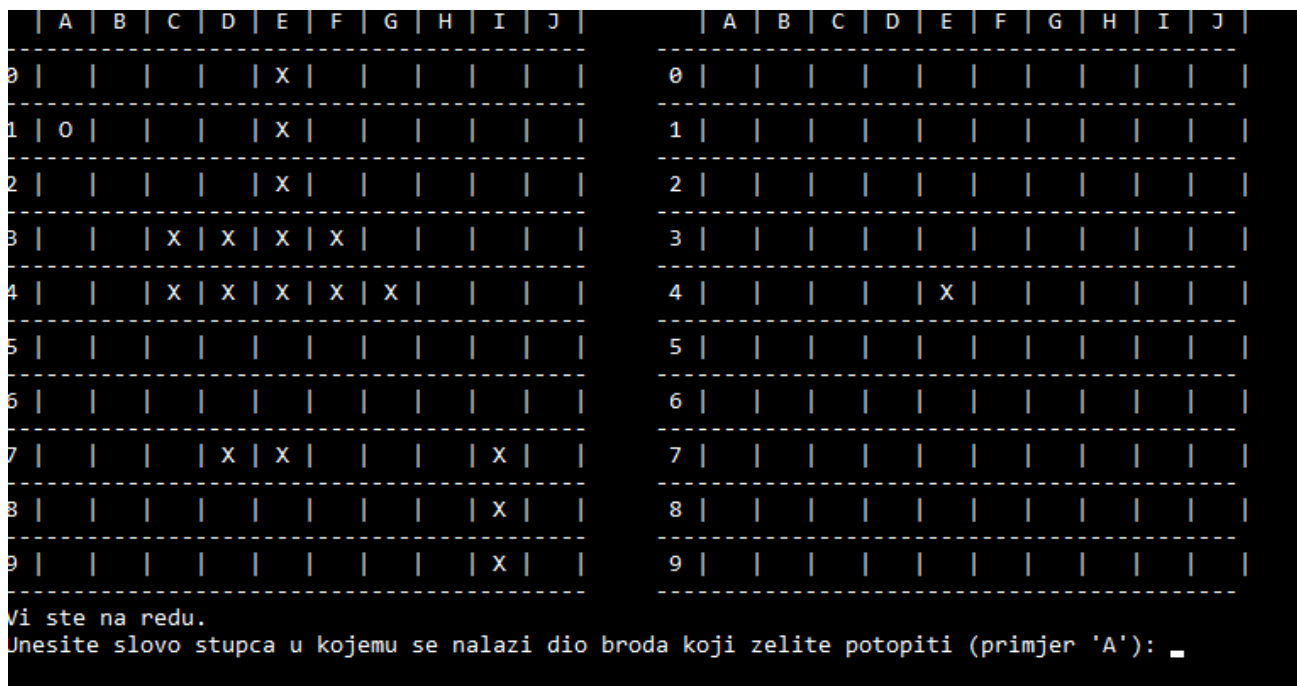 | A | B | C | D | E | F | G | H | I | J | | A | B | C | D | E | F | G | H | I | J |
0 | | | | | X | | | | | | 0 | | | | | | | | | | |
1 | O | | | | X | | | | | | 1 | | | | | | | | | | |
2 | | | | | X | | | | | | 2 | | | | | | | | | | |
3 | | | X | X | X | X | | | | | 3 | | | | | | | | | | |
4 | | | X | X | X | X | X | | | | 4 | | | | | X | | | | | |
5 | | | | | | | | | | | 5 | | | | | | | | | | |
6 | | | | | | | | | | | 6 | | | | | | | | | | |
7 | | | | X | X | | | | X | | 7 | | | | | | | | | | |
8 | | | | | | | | | X | | 8 | | | | | | | | | | |
9 | | | | | | | | | X | | 9 | | | | | | | | | | |
Vi ste na redu.
Unesite slovo stupca u kojemu se nalazi dio broda koji zelite potopiti (primjer 'A'):